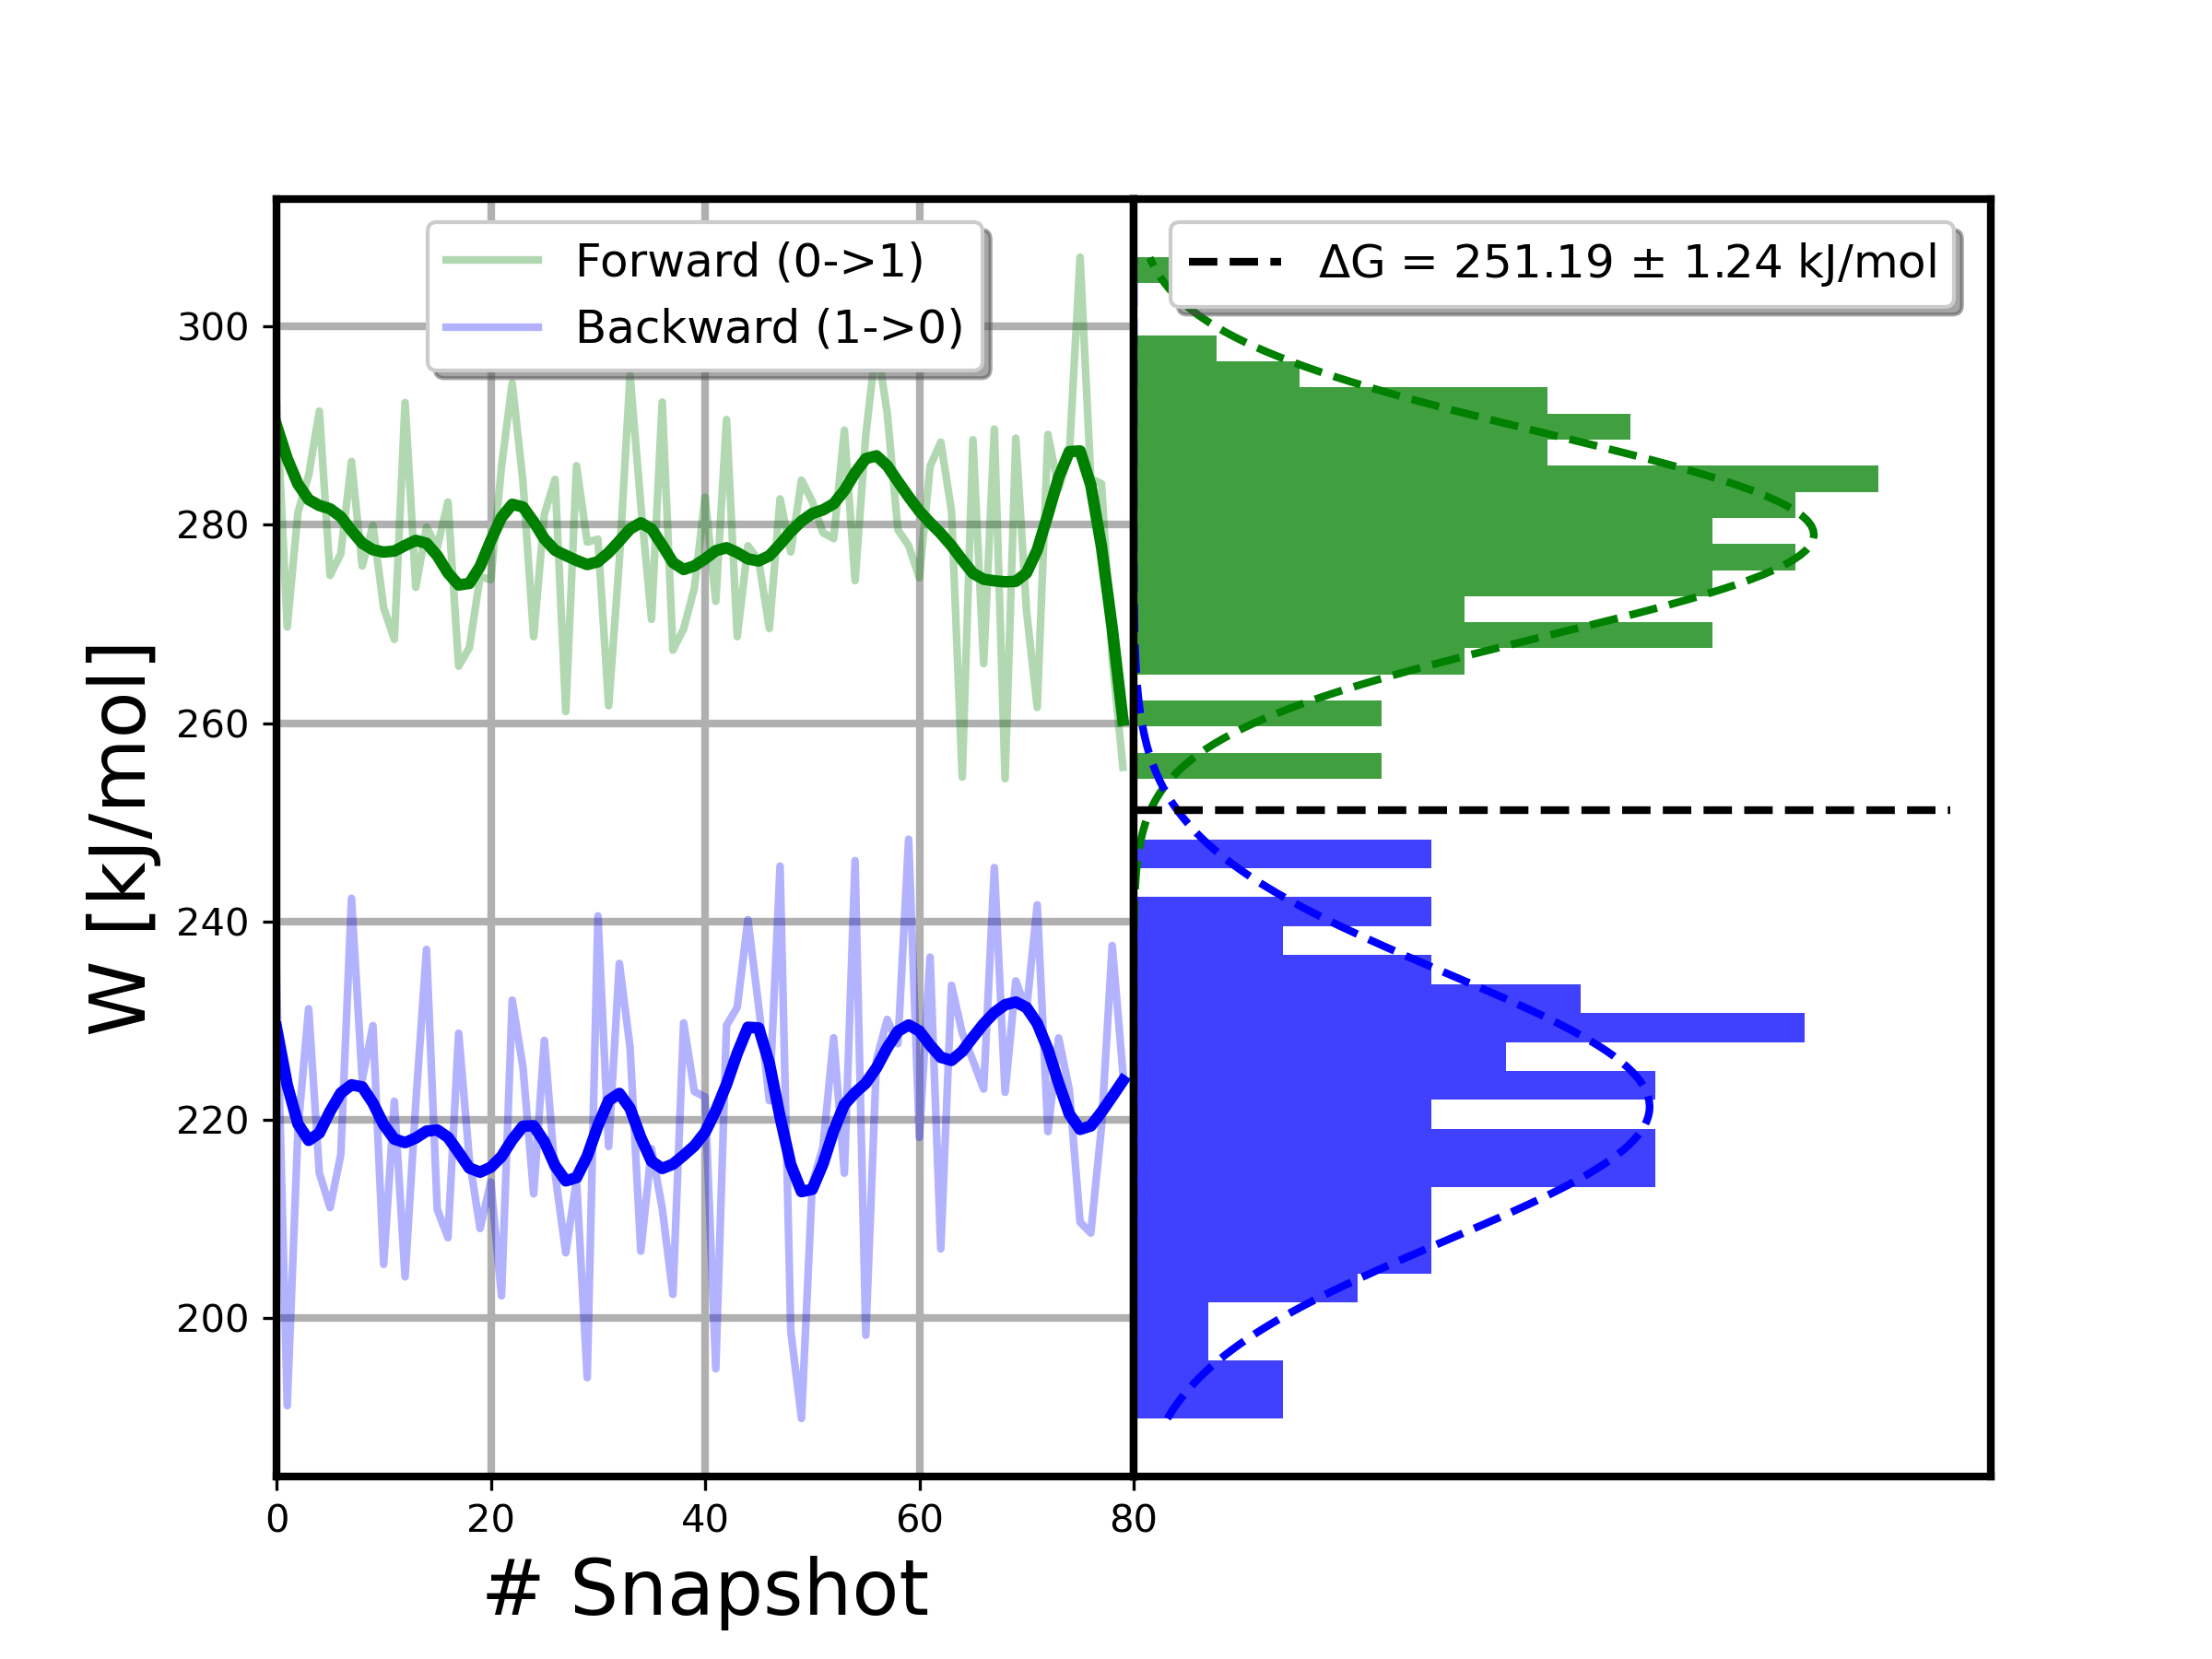 Forward (0->1)
Backward (1->0)
ΔG = 251.19 ± 1.24 kJ/mol
W [kJ/mol]
300
280
260
240
220
200
0 20 40 60 80
# Snapshot